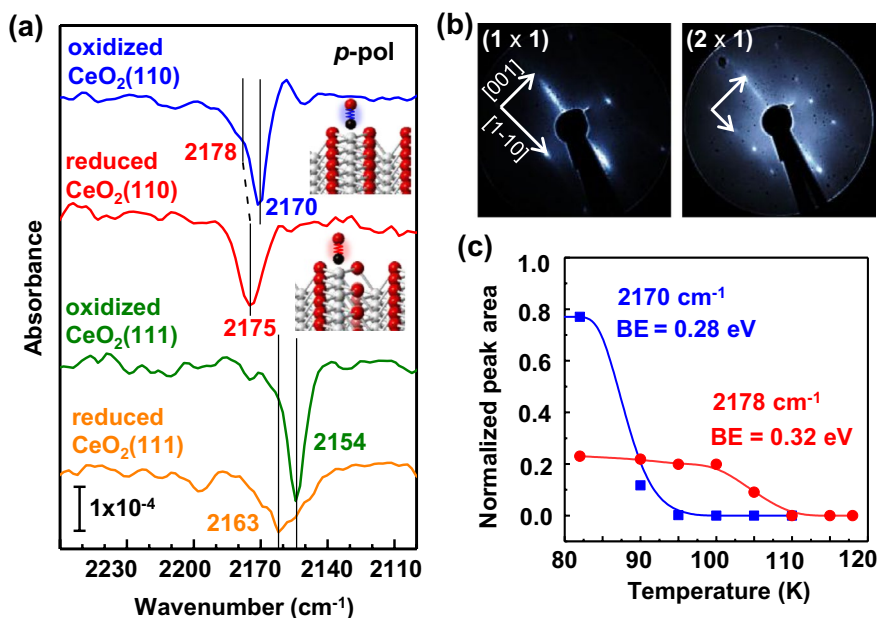 (a)
oxidized
CeO₂(110)
p-pol
2178
2170
reduced
CeO₂(110)
2175
oxidized
CeO₂(111)
2154
reduced
CeO₂(111)
2163
1x10⁻⁴
Absorbance
2230 2200 2170 2140 2110
Wavenumber (cm⁻¹)
(b)
(1 x 1)
[001]
[1-10]
(2 x 1)
(c)
1.0
0.8
0.6
0.4
0.2
0.0
Normalized peak area
2170 cm⁻¹
BE = 0.28 eV
2178 cm⁻¹
BE = 0.32 eV
80 90 100 110 120
Temperature (K)